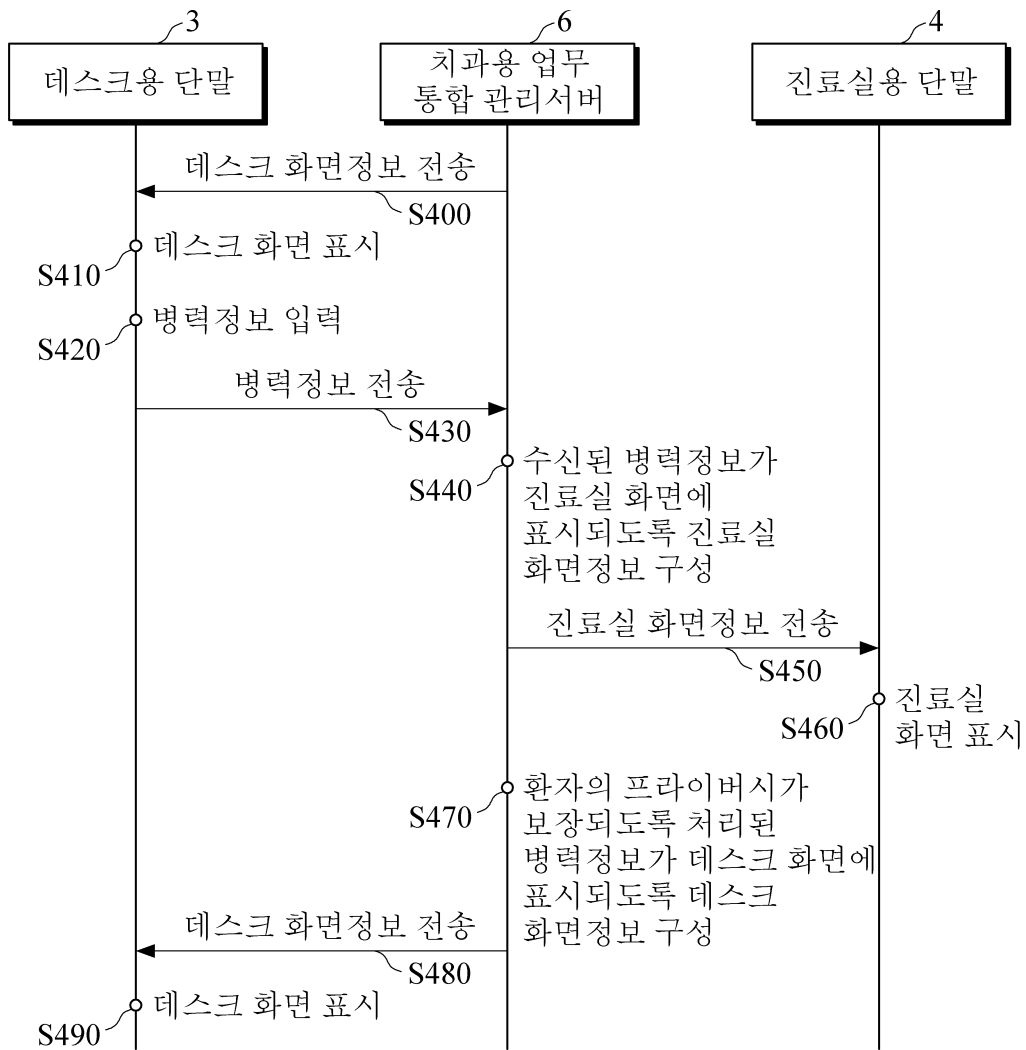 3
6
4
데스크용 단말
치과용 업무
통합 관리서버
진료실용 단말
데스크 화면정보 전송
S400
데스크 화면 표시
S410
병력정보 입력
S420
병력정보 전송
S430
수신된 병력정보가
S440
진료실 화면에
표시되도록 진료실
화면정보 구성
진료실 화면정보 전송
S450
진료실
S460
화면 표시
환자의 프라이버시가
S470
보장되도록 처리된
병력정보가 데스크 화면에
표시되도록 데스크
화면정보 구성
데스크 화면정보 전송
S480
데스크 화면 표시
S490